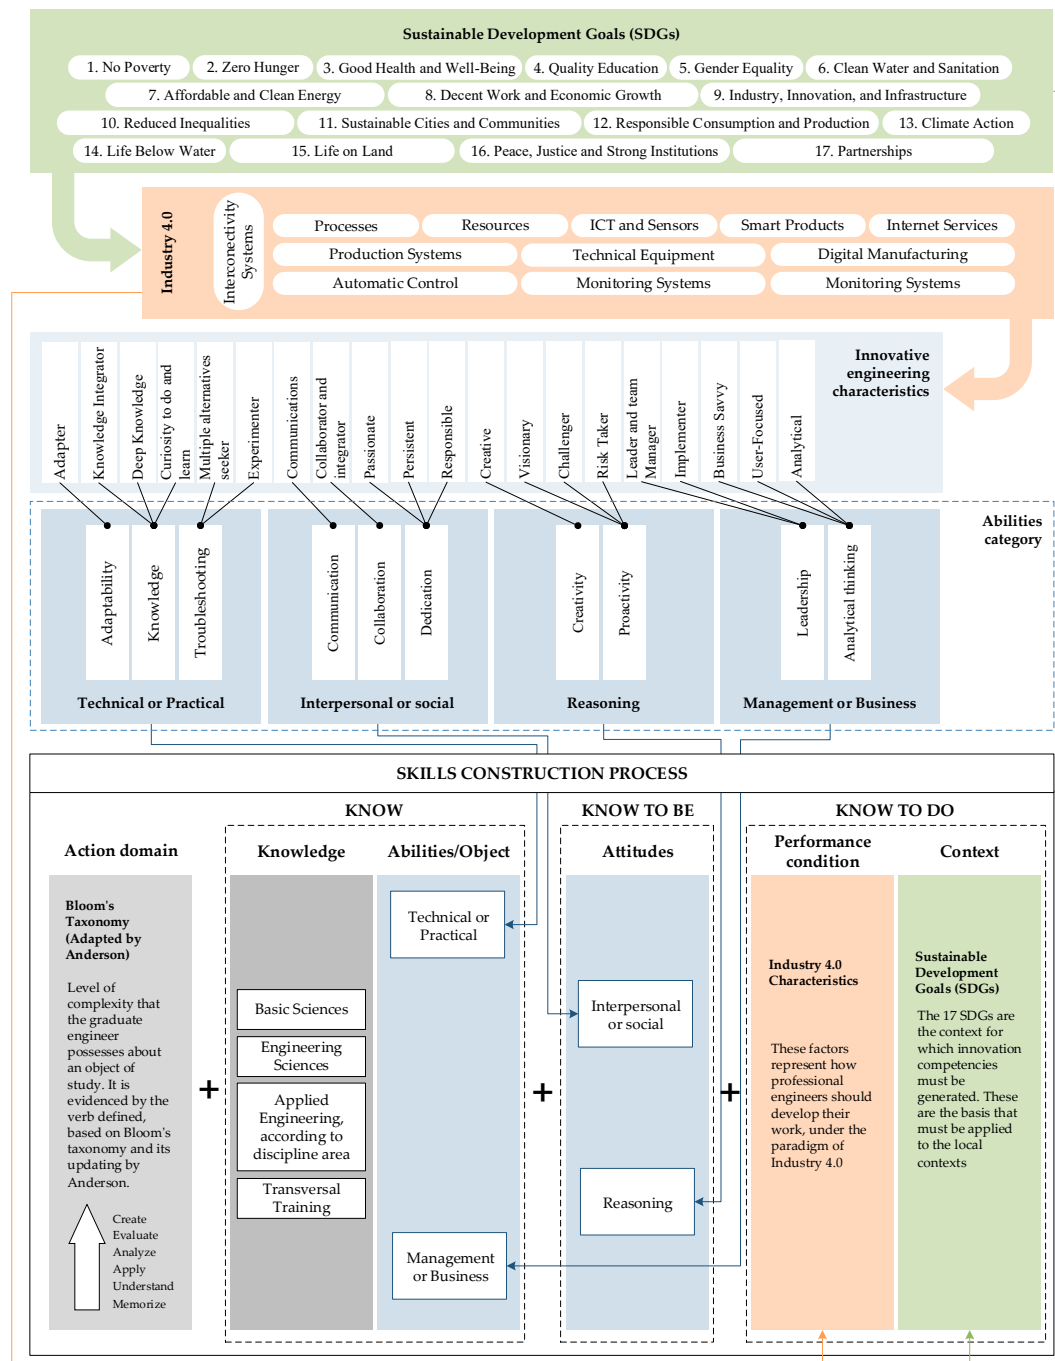 Sustainable Development Goals (SDGs)
1. No Poverty
2. Zero Hunger
3. Good Health and Well-Being
4. Quality Education
5. Gender Equality
6. Clean Water and Sanitation
7. Affordable and Clean Energy
8. Decent Work and Economic Growth
9. Industry, Innovation, and Infrastructure
10. Reduced Inequalities
11. Sustainable Cities and Communities
12. Responsible Consumption and Production
13. Climate Action
14. Life Below Water
15. Life on Land
16. Peace, Justice and Strong Institutions
17. Partnerships
Industry 4.0
Interconectivity
Systems
Processes
Resources
ICT and Sensors
Smart Products
Internet Services
Production Systems
Technical Equipment
Digital Manufacturing
Automatic Control
Monitoring Systems
Monitoring Systems
Innovative
engineering
characteristics
Adapter
Knowledge Integrator
Deep Knowledge
Curiosity to do and
learn
Multiple alternatives
seeker
Experimenter
Communications
Collaborator and
integrator
Passionate
Persistent
Responsible
Creative
Visionary
Challenger
Risk Taker
Leader and team
Manager
Implementer
Business Savvy
User-Focused
Analytical
Abilities
category
Adaptability
Knowledge
Troubleshooting
Technical or Practical
Communication
Collaboration
Dedication
Interpersonal or social
Creativity
Proactivity
Reasoning
Leadership
Analytical thinking
Management or Business
SKILLS CONSTRUCTION PROCESS
KNOW
KNOW TO BE
KNOW TO DO
Action domain
Knowledge
Abilities/Object
Attitudes
Performance
condition
Context
Bloom's
Taxonomy
(Adapted by
Anderson)
Level of
complexity that
the graduate
engineer
possesses about
an object of
study. It is
evidenced by the
verb defined,
based on Bloom's
taxonomy and its
updating by
Anderson.
Create
Evaluate
Analyze
Apply
Understand
Memorize
+
Basic Sciences
Engineering
Sciences
Applied
Engineering,
according to
discipline area
Transversal
Training
Technical or
Practical
Management
or Business
+
Interpersonal
or social
Reasoning
+
Industry 4.0
Characteristics
These factors
represent how
professional
engineers should
develop their
work, under the
paradigm of
Industry 4.0
Sustainable
Development
Goals (SDGs)
The 17 SDGs are
the context for
which innovation
competencies
must be
generated. These
are the basis that
must be applied
to the local
contexts